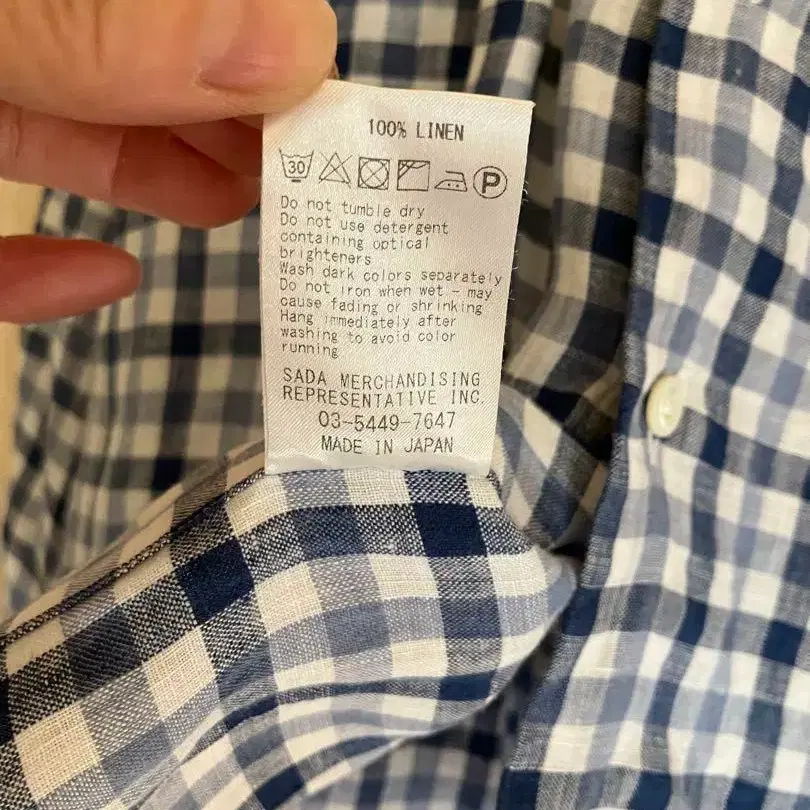 100% LINEN
30 P
Do not tumble dry
Do not use detergent
containing optical
brighteners
Wash dark colors separately
Do not iron when wet - may
cause fading or shrinking
Hang immediately after
washing to avoid color
running
SADA MERCHANDISING
REPRESENTATIVE INC.
03-5449-7647
MADE IN JAPAN